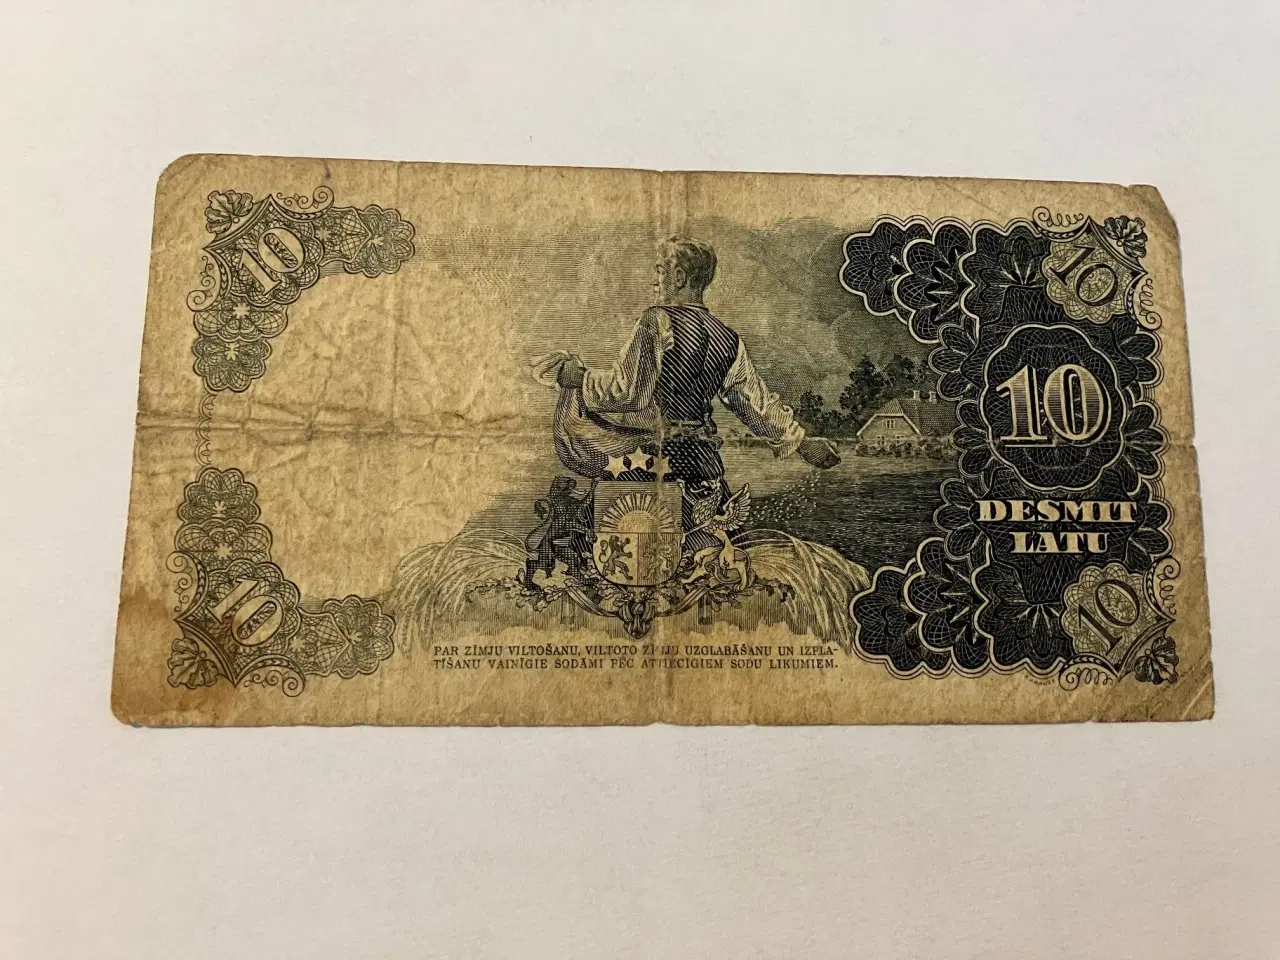 10
10
10
DESMIT
LATU
10
10
PAR ZĪMJU VILTOŠANU, VILTOTO ZĪMJU UZGLABĀŠANU UN IZPLA-
TĪŠANU VAINĪGIE SODĀMI PĒC ATTIECĪGIEM SODU LIKUMIEM.